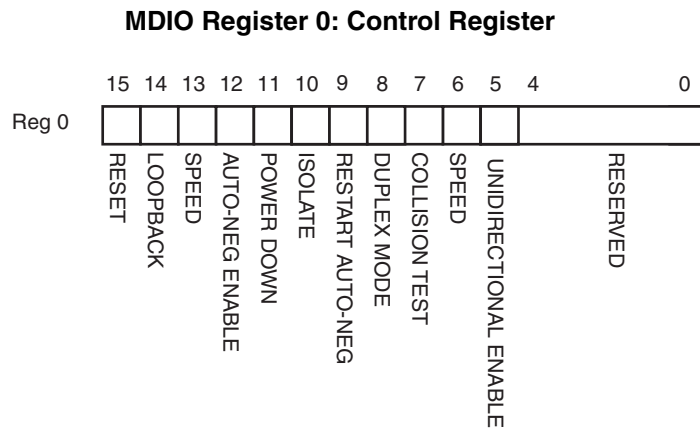 MDIO Register 0: Control Register
15 14 13 12 11 10 9 8 7 6 5 4 0
Reg 0
RESET
LOOPBACK
SPEED
AUTO-NEG ENABLE
POWER DOWN
ISOLATE
RESTART AUTO-NEG
DUPLEX MODE
COLLISION TEST
SPEED
UNIDIRECTIONAL ENABLE
RESERVED